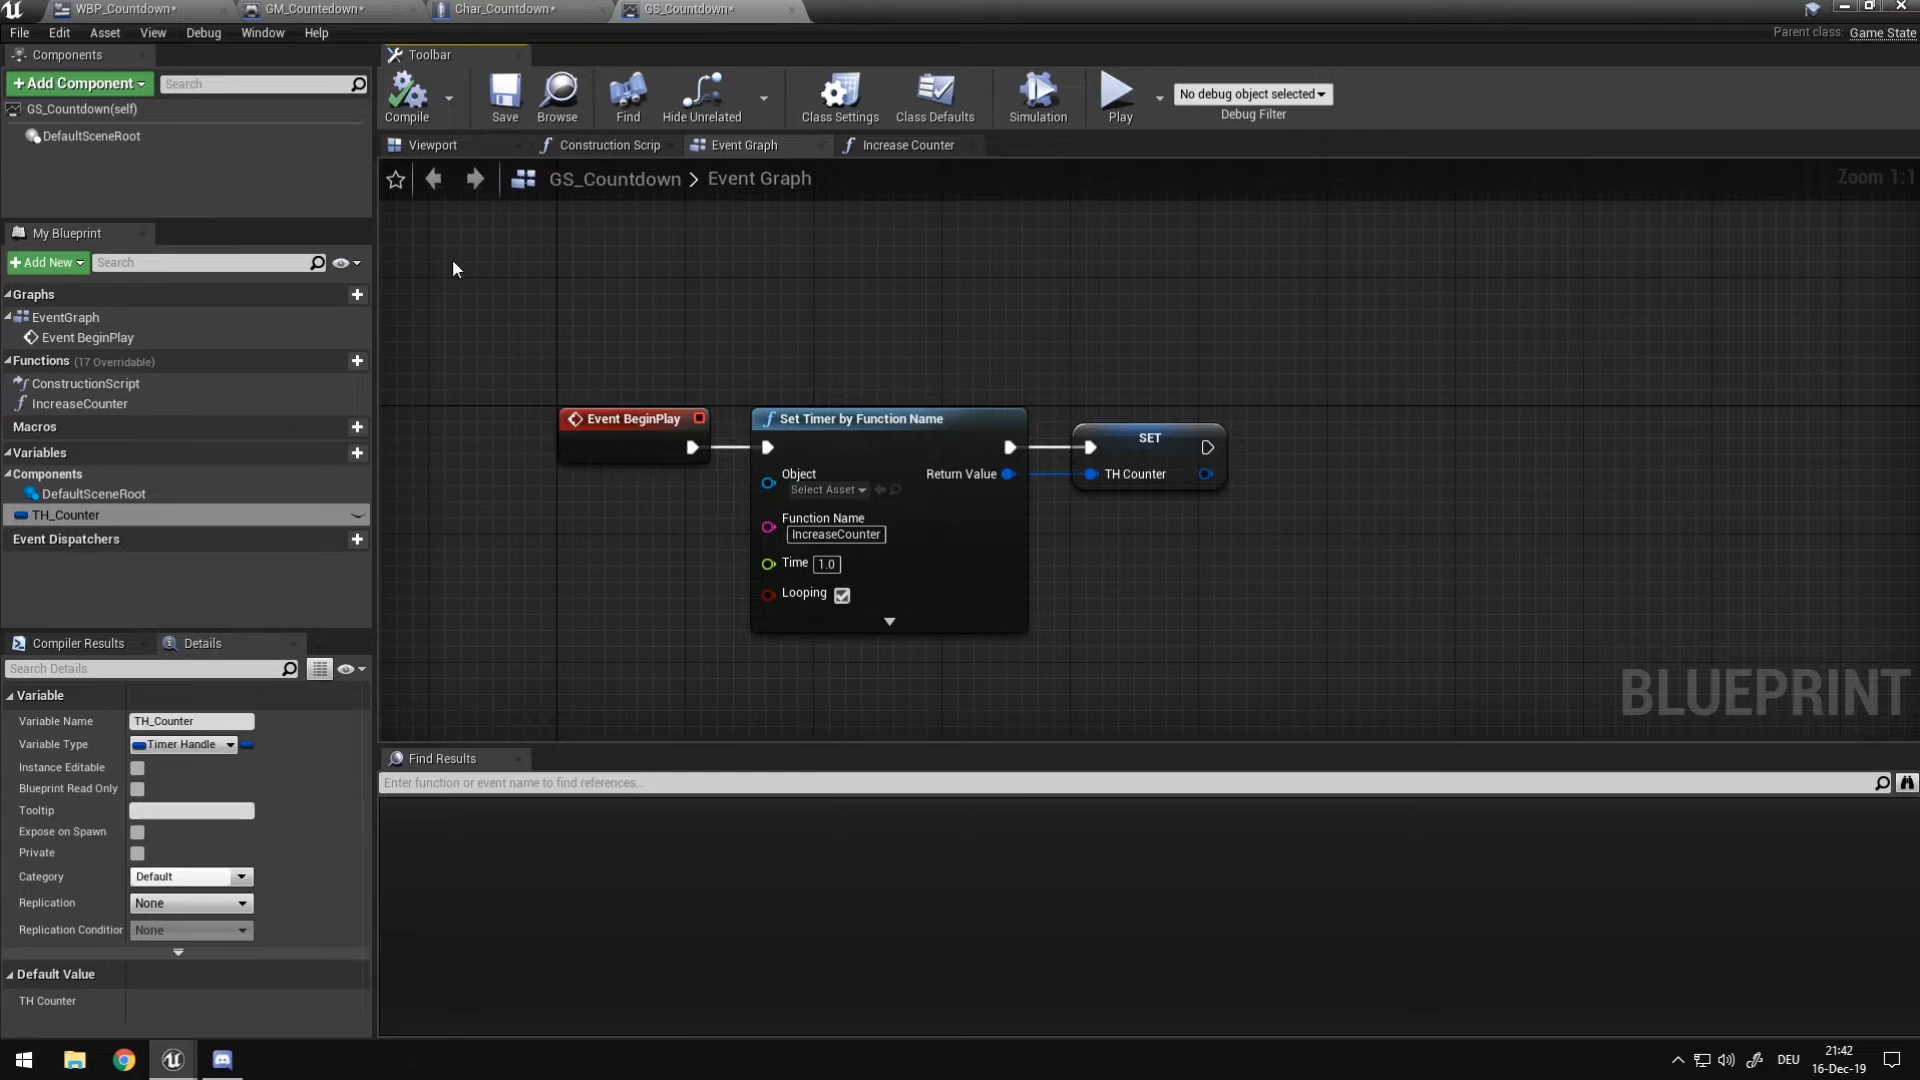 WBP_Countdown*
GM_Countedown*
Char_Countdown*
GS_Countdown*
File Edit Asset View Debug Window Help
Parent class: Game State
Components
Toolbar
+Add Component
Search
GS_Countdown(self)
DefaultSceneRoot
Compile
Save
Browse
Find
Hide Unrelated
Class Settings
Class Defaults
Simulation
Play
No debug object selected
Debug Filter
Viewport
Construction Scrip
Event Graph
Increase Counter
GS_Countdown > Event Graph
Zoom 1:1
My Blueprint
+Add New
Search
Graphs
EventGraph
Event BeginPlay
Functions (17 Overridable)
ConstructionScript
IncreaseCounter
Macros
Variables
Components
DefaultSceneRoot
TH_Counter
Event Dispatchers
Event BeginPlay
Set Timer by Function Name
Object
Select Asset
Return Value
Function Name
IncreaseCounter
Time 1.0
Looping
SET
TH Counter
BLUEPRINT
Compiler Results
Details
Search Details
Variable
Variable Name TH_Counter
Variable Type Timer Handle
Instance Editable
Blueprint Read Only
Tooltip
Expose on Spawn
Private
Category Default
Replication None
Replication Condition None
Default Value
TH Counter
Find Results
Enter function or event name to find references...
DEU
21:42
16-Dec-19